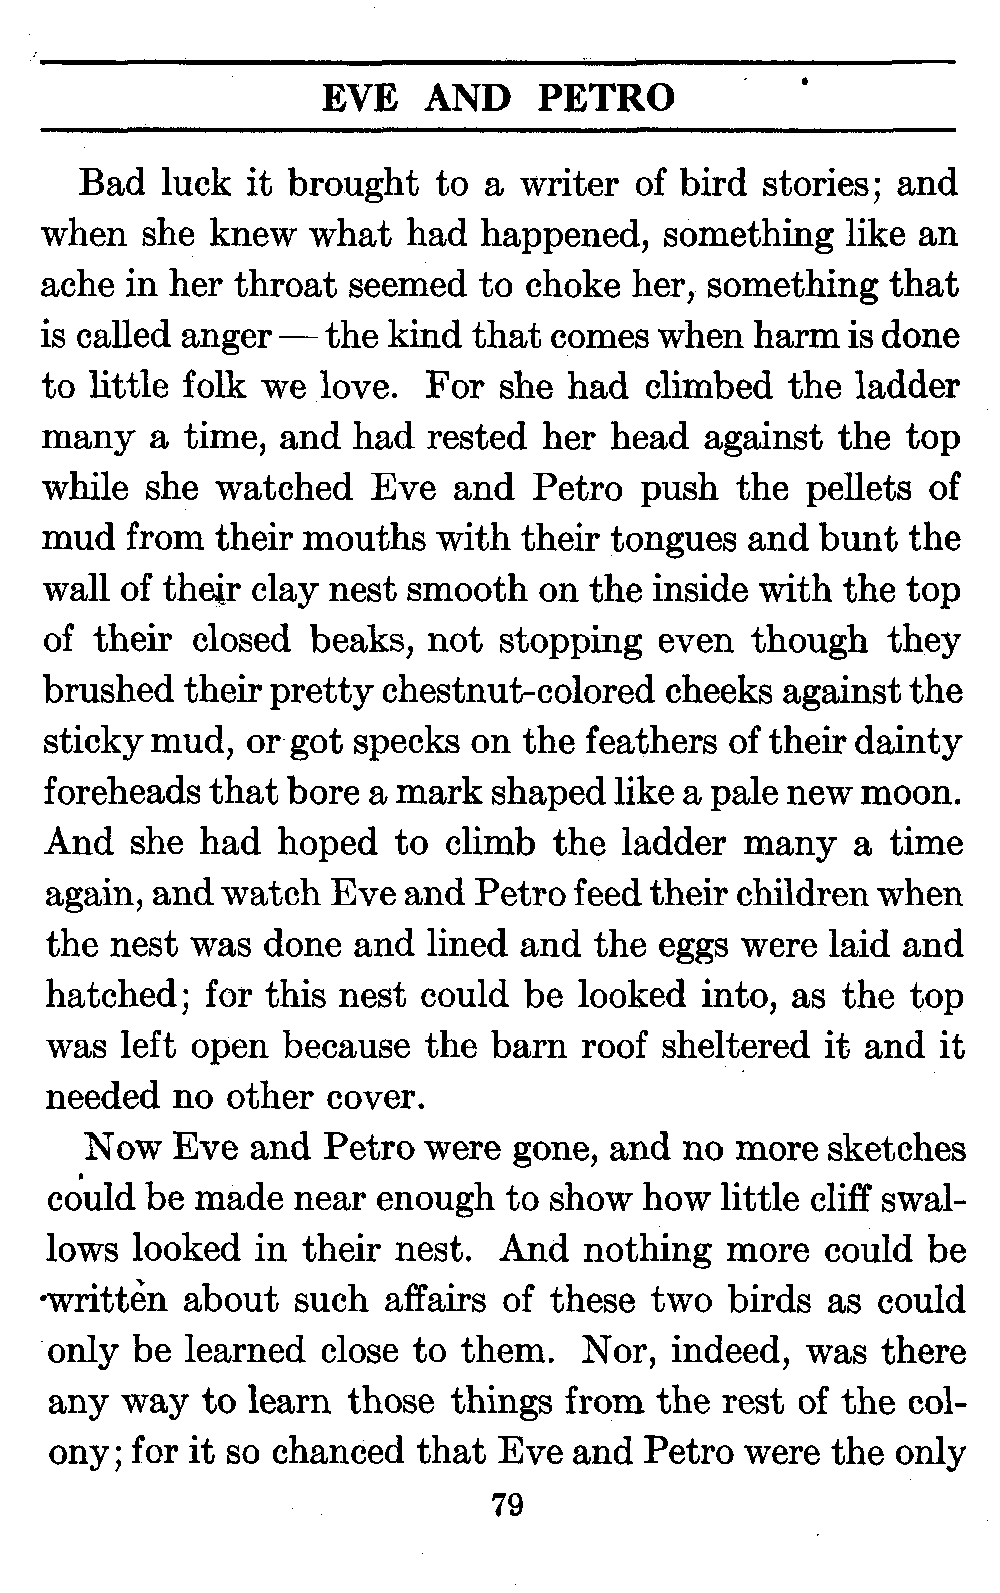 EVE AND PETRO
Bad luck it brought to a writer of bird stories; and
when she knew what had happened, something like an
ache in her throat seemed to choke her, something that
is called anger — the kind that comes when harm is done
to little folk we love. For she had climbed the ladder
many a time, and had rested her head against the top
while she watched Eve and Petro push the pellets of
mud from their mouths with their tongues and bunt the
wall of their clay nest smooth on the inside with the top
of their closed beaks, not stopping even though they
brushed their pretty chestnut-colored cheeks against the
sticky mud, or got specks on the feathers of their dainty
foreheads that bore a mark shaped like a pale new moon.
And she had hoped to climb the ladder many a time
again, and watch Eve and Petro feed their children when
the nest was done and lined and the eggs were laid and
hatched; for this nest could be looked into, as the top
was left open because the barn roof sheltered it and it
needed no other cover.
Now Eve and Petro were gone, and no more sketches
could be made near enough to show how little cliff swal-
lows looked in their nest. And nothing more could be
written about such affairs of these two birds as could
only be learned close to them. Nor, indeed, was there
any way to learn those things from the rest of the col-
ony; for it so chanced that Eve and Petro were the only
79